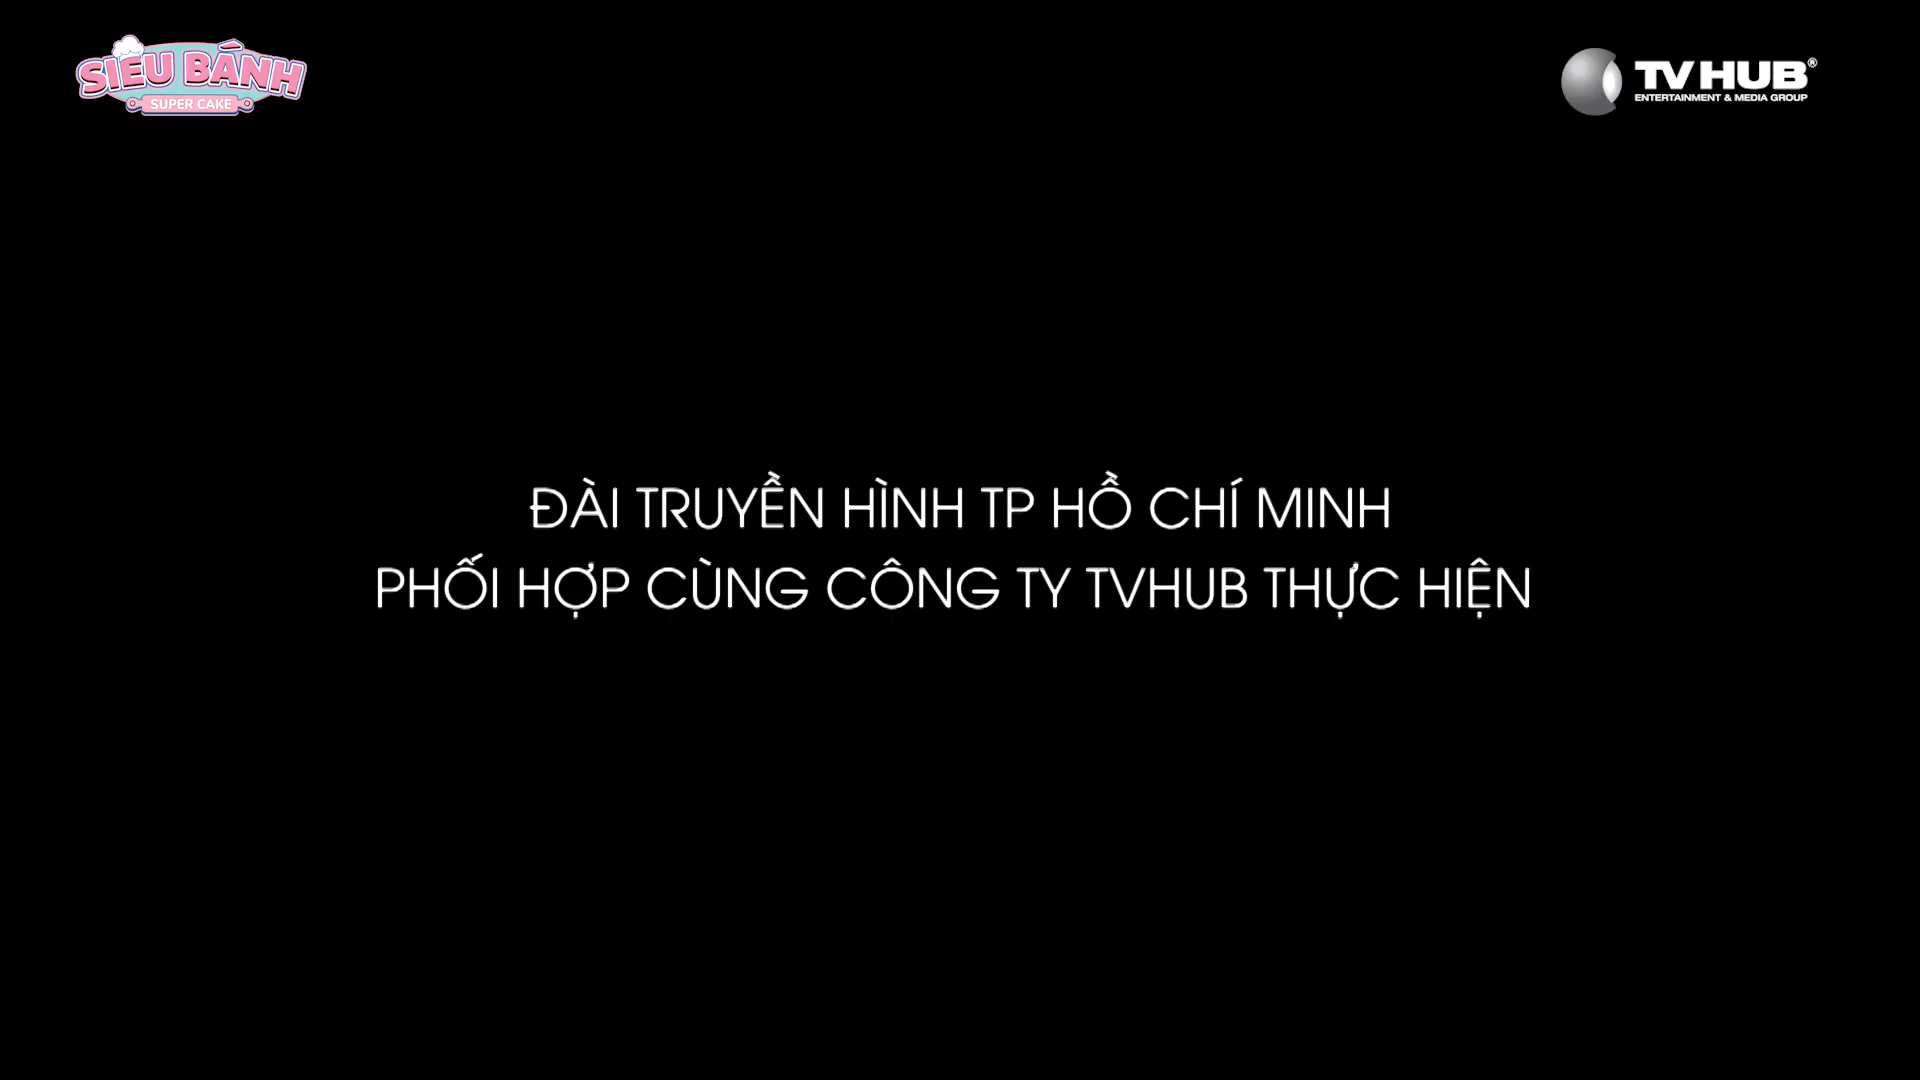 SIÊU BÁNH
SUPER CAKE
TV HUB®
ENTERTAINMENT & MEDIA GROUP
ĐÀI TRUYỀN HÌNH TP HỒ CHÍ MINH
PHỐI HỢP CÙNG CÔNG TY TVHUB THỰC HIỆN